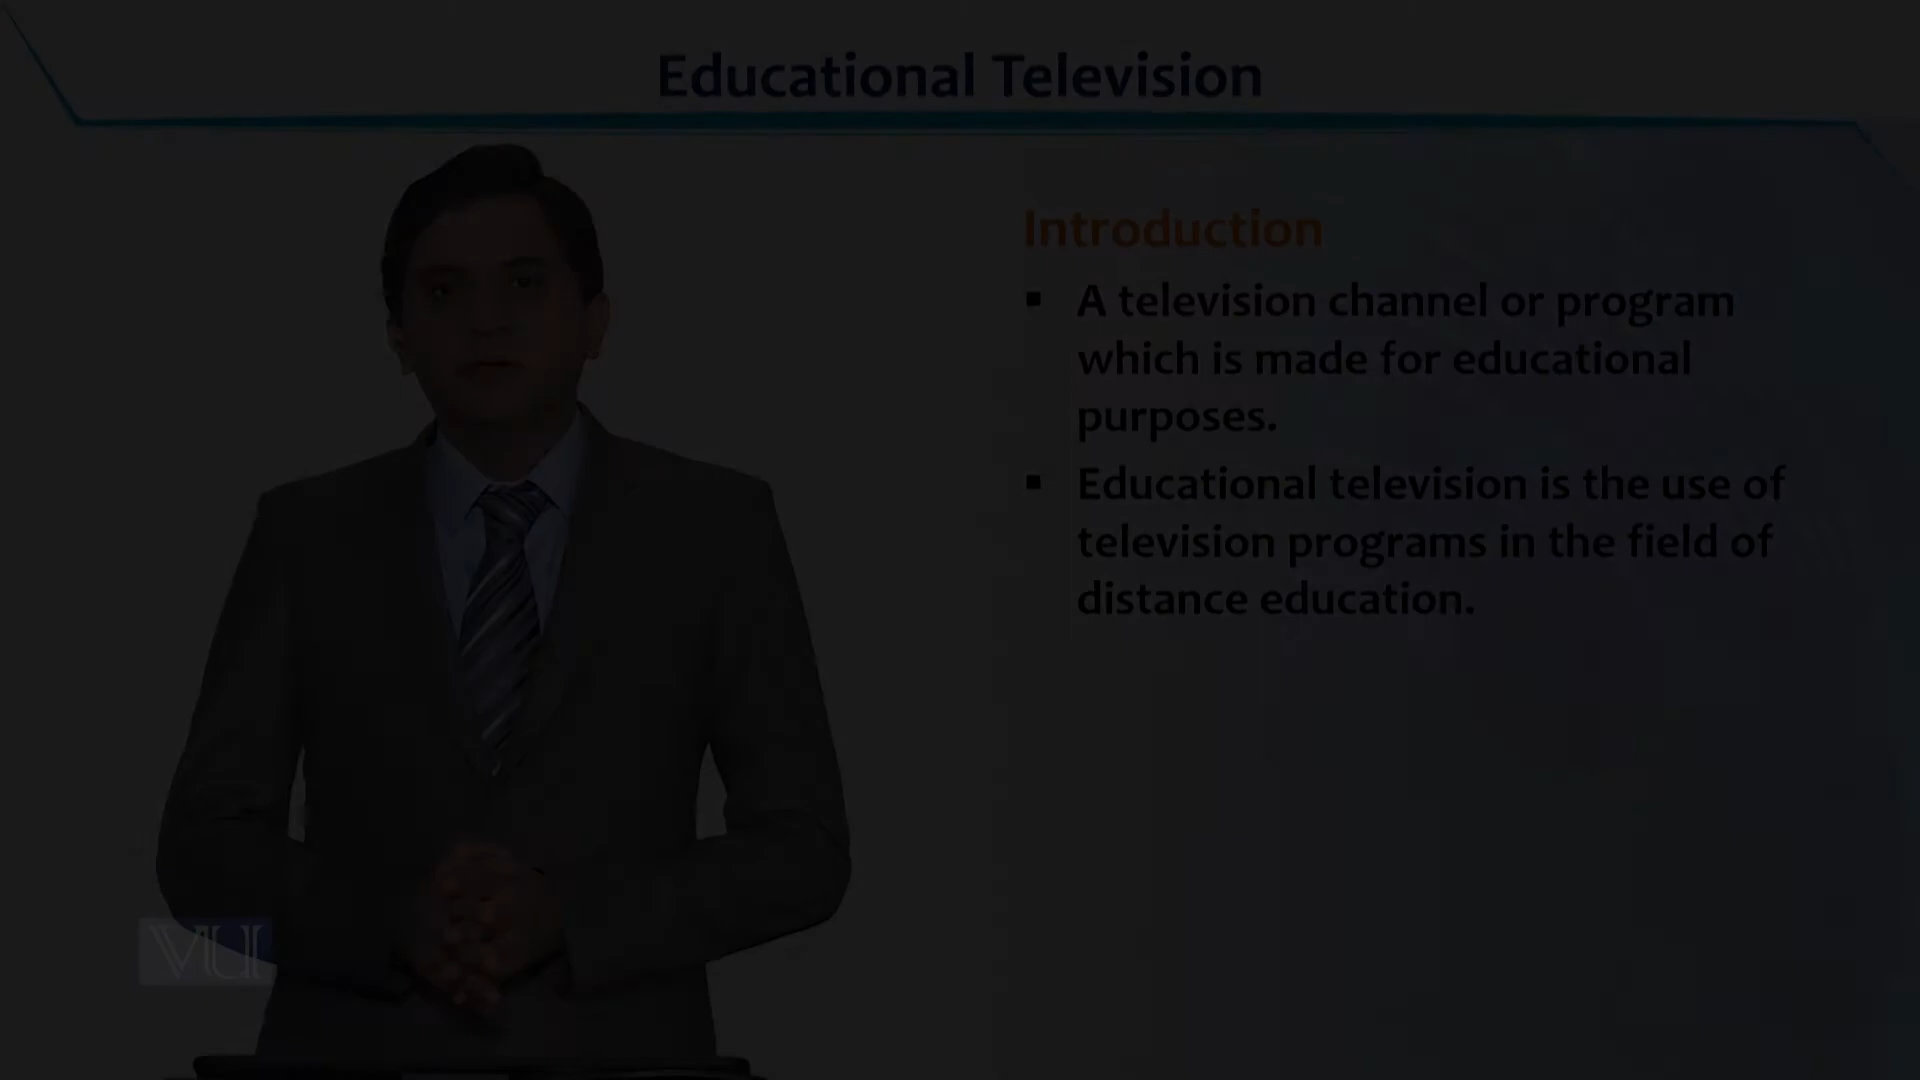 Educational Television
Introduction
▪ A television channel or program
which is made for educational
purposes.
▪ Educational television is the use of
television programs in the field of
distance education.
VU